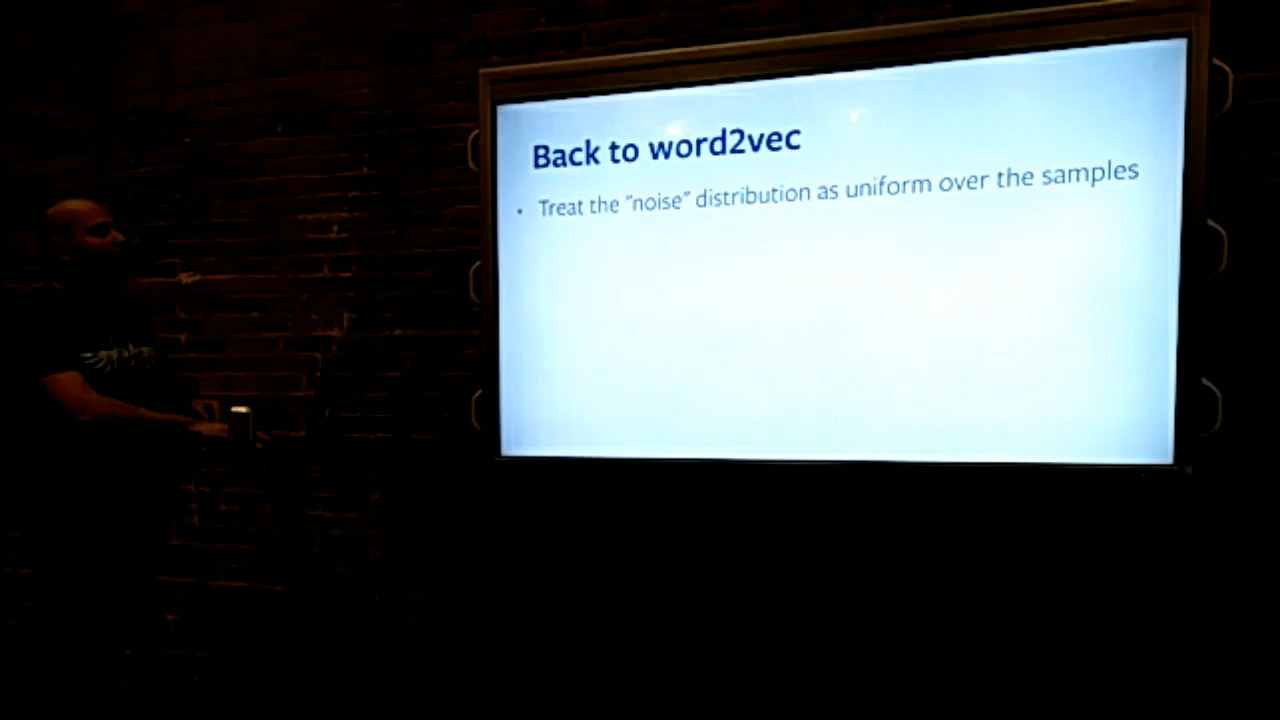 Back to word2vec
• Treat the "noise" distribution as uniform over the samples